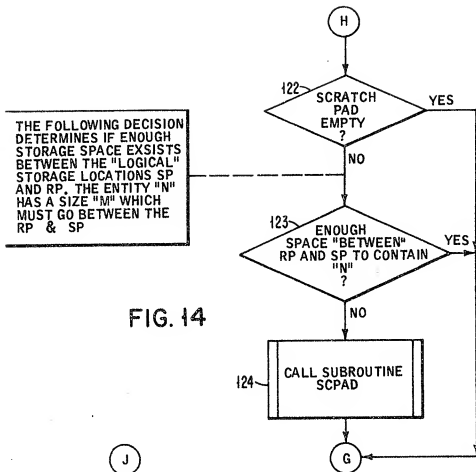 H
122
SCRATCH
PAD
EMPTY
?
YES
NO
THE FOLLOWING DECISION
DETERMINES IF ENOUGH
STORAGE SPACE EXSISTS
BETWEEN THE "LOGICAL"
STORAGE LOCATIONS SP
AND RP. THE ENTITY "N"
HAS A SIZE "M" WHICH
MUST GO BETWEEN THE
RP & SP
123
ENOUGH
SPACE "BETWEEN"
RP AND SP TO CONTAIN
"N"
?
YES
NO
FIG. 14
124
CALL SUBROUTINE
SCPAD
J
G